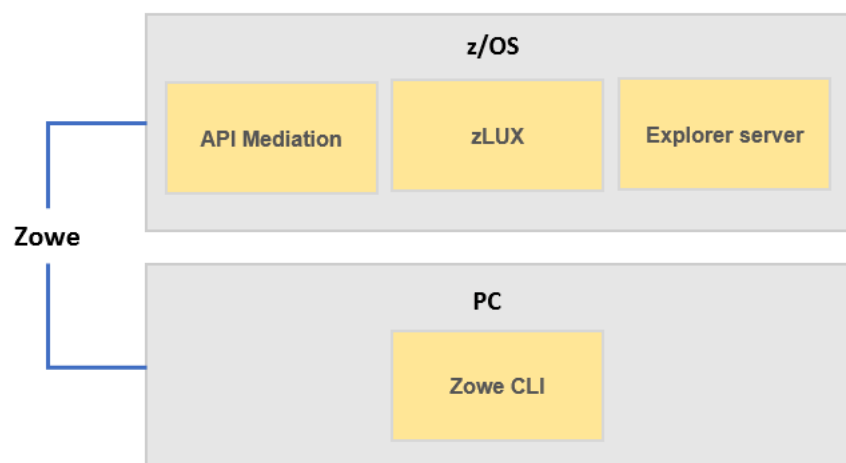 z/OS
API Mediation
zLUX
Explorer server
Zowe
PC
Zowe CLI